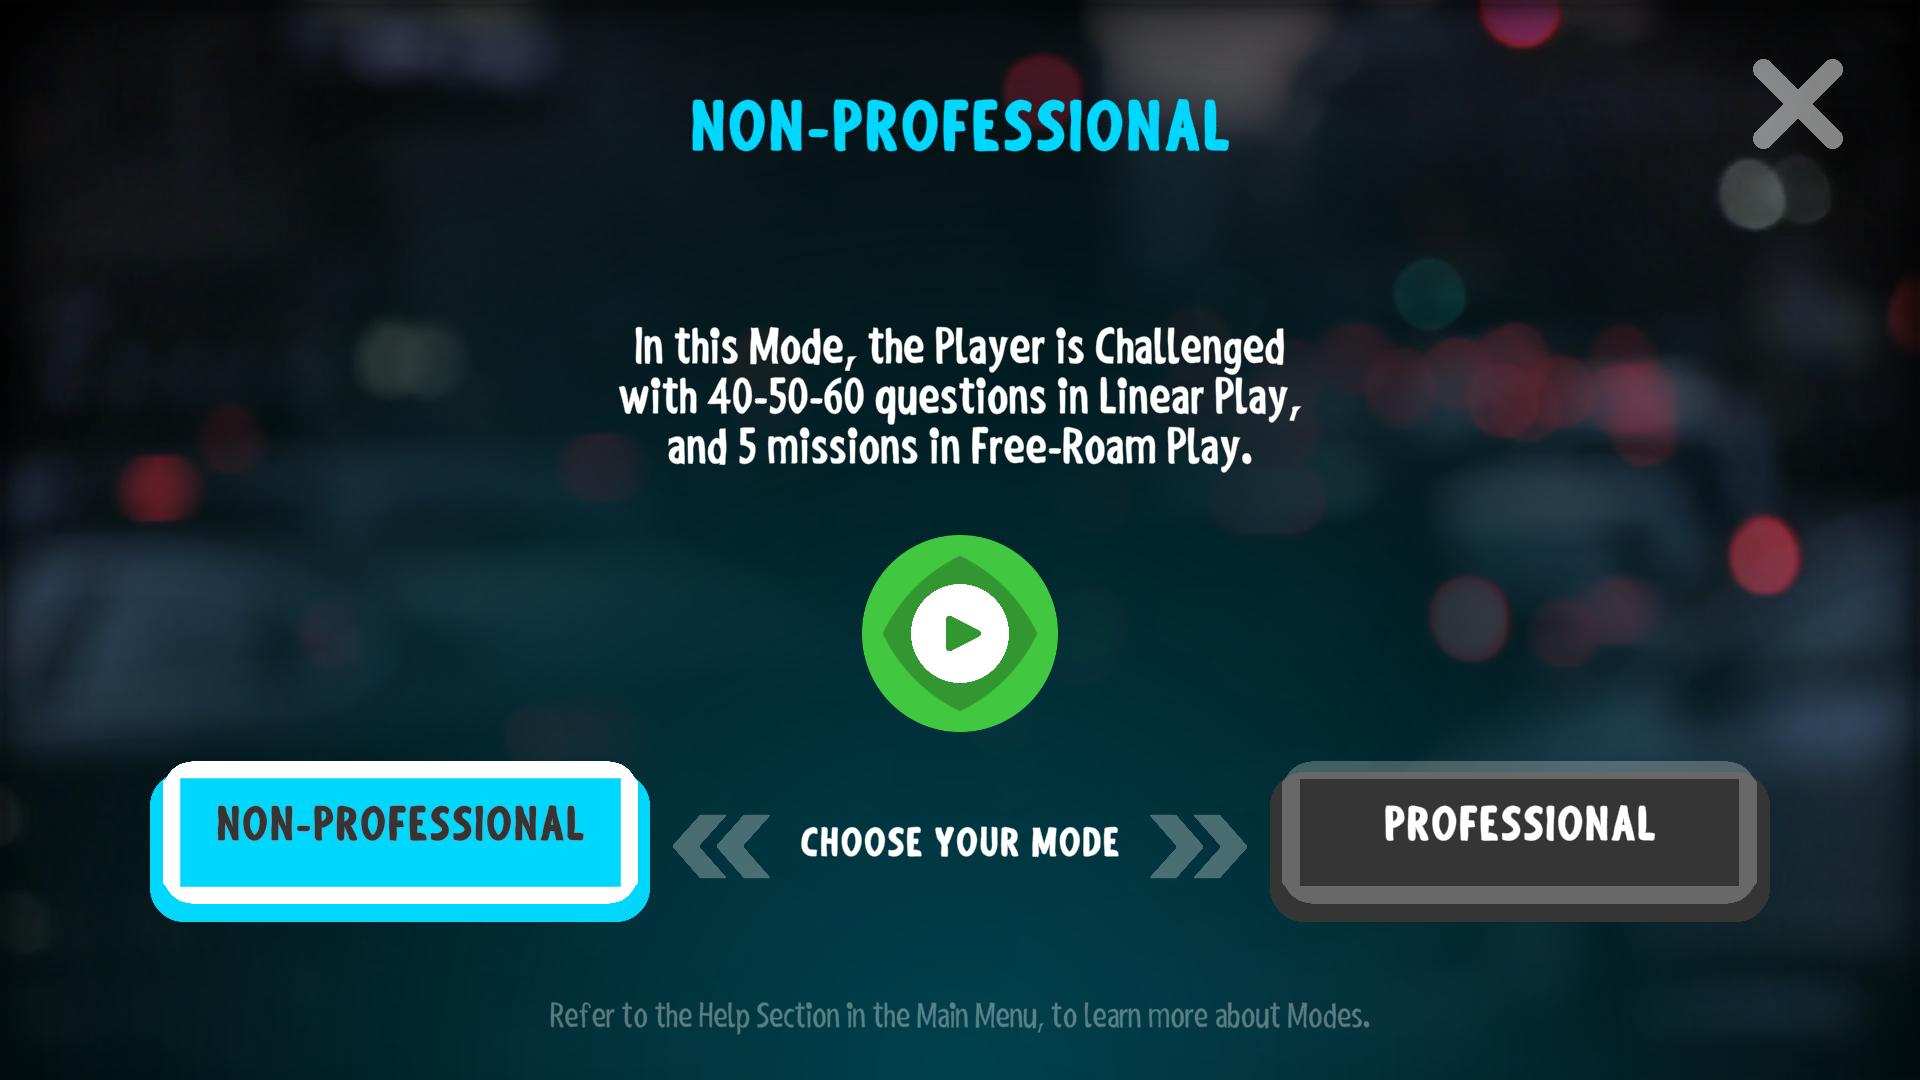 NON-PROFESSIONAL
In this Mode, the Player is Challenged
with 40-50-60 questions in Linear Play,
and 5 missions in Free-Roam Play.
NON-PROFESSIONAL
CHOOSE YOUR MODE
PROFESSIONAL
Refer to the Help Section in the Main Menu, to learn more about Modes.